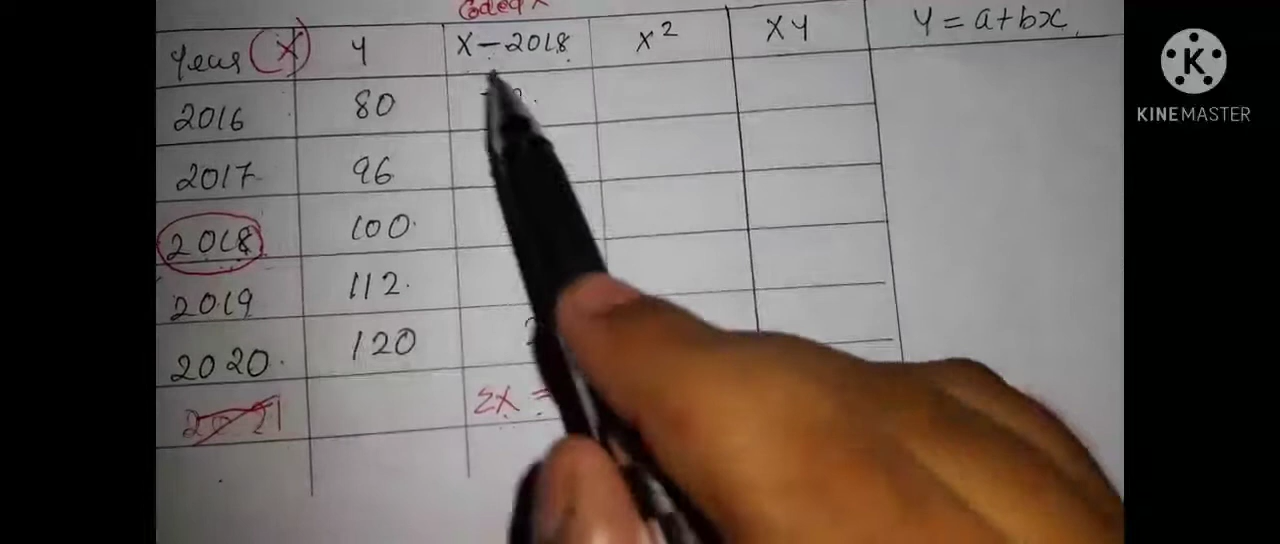 Coded X
Year (X) Y X-2018 X² XY Y = a+bx
2016 80
2017 96
2018 100.
2019 112.
2020. 120 2
2021 ΣX =
K
KINEMASTER